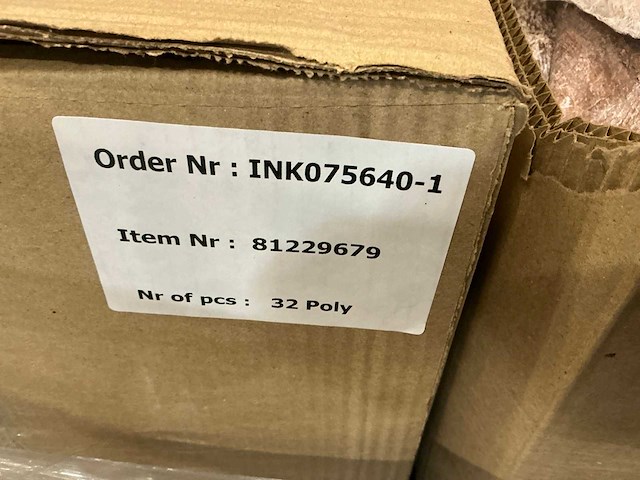 Order Nr : INK075640-1
Item Nr : 81229679
Nr of pcs : 32 Poly